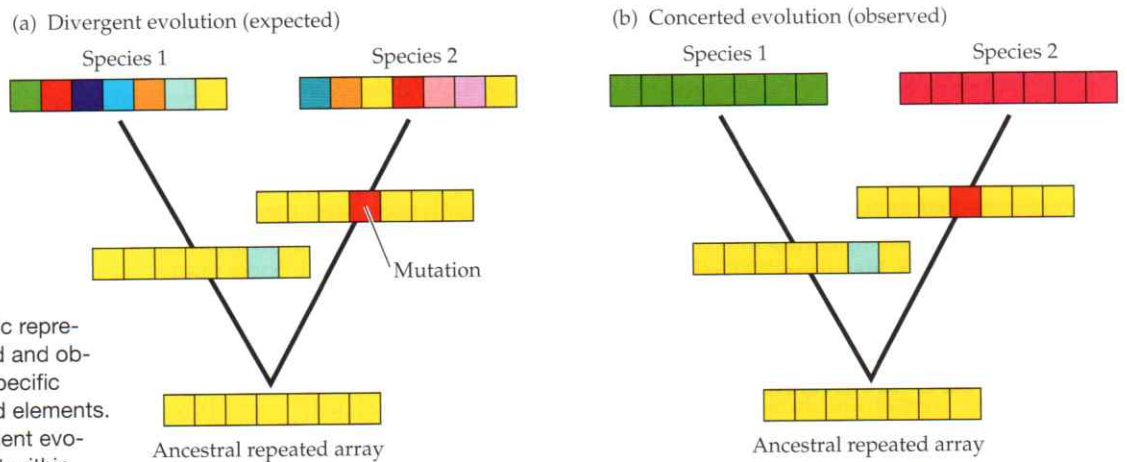 (a) Divergent evolution (expected)
Species 1
Species 2
Mutation
Ancestral repeated array
(b) Concerted evolution (observed)
Species 1
Species 2
Ancestral repeated array
c repre-
d and ob-
pecific
d elements.
ent evo-